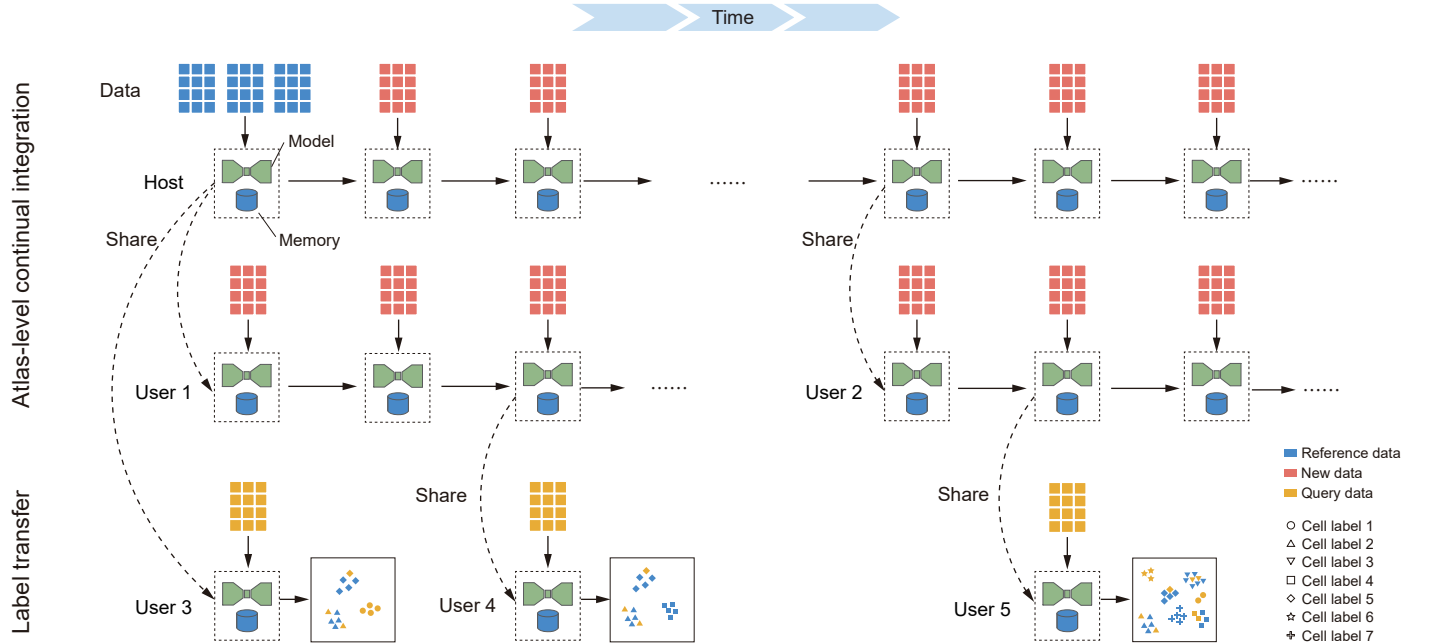 Time
Atlas-level continual integration
Data
Model
Host
......
......
Share
Memory
Share
User 1
......
User 2
......
Label transfer
Share
Share
User 3
User 4
User 5
Reference data
New data
Query data
Cell label 1
Cell label 2
Cell label 3
Cell label 4
Cell label 5
Cell label 6
Cell label 7